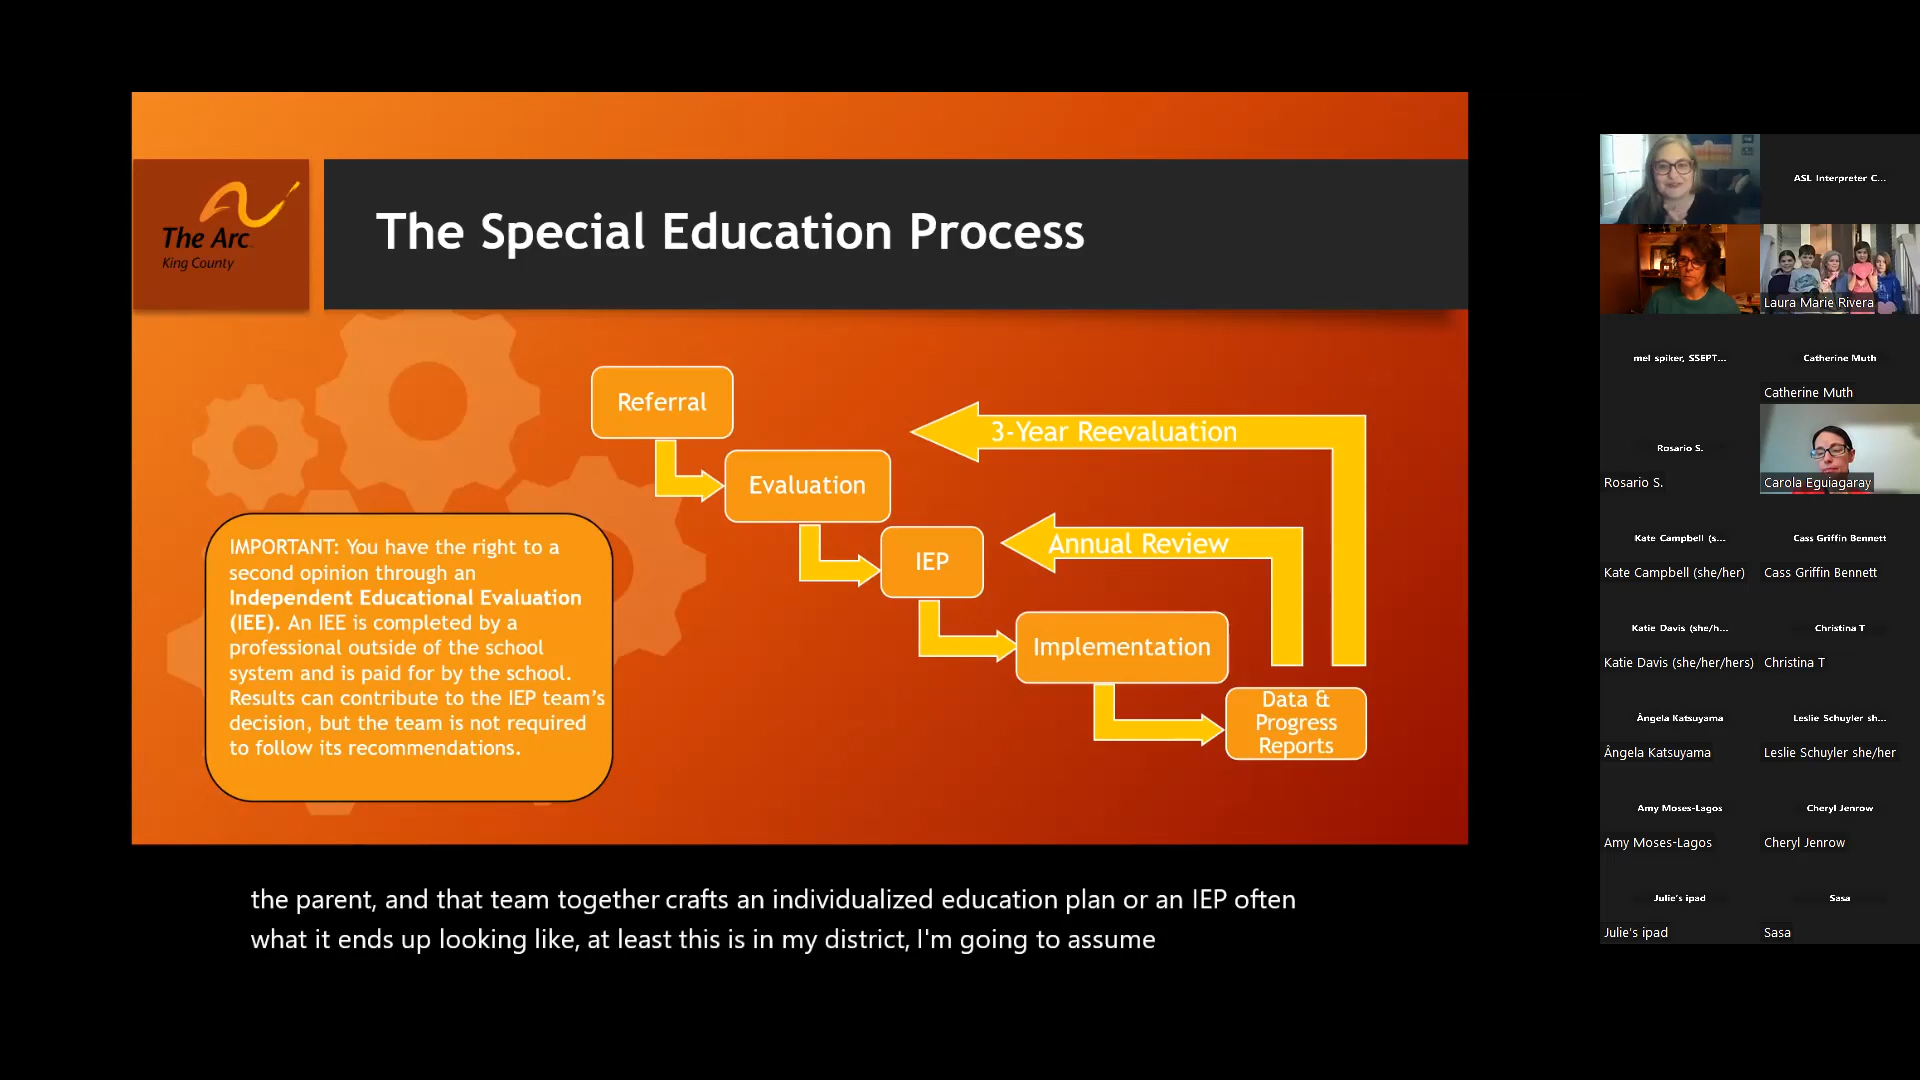 The Arc
King County
The Special Education Process
Referral
Evaluation
IEP
Implementation
Data &
Progress
Reports
3-Year Reevaluation
Annual Review
IMPORTANT: You have the right to a
second opinion through an
Independent Educational Evaluation
(IEE). An IEE is completed by a
professional outside of the school
system and is paid for by the school.
Results can contribute to the IEP team's
decision, but the team is not required
to follow its recommendations.
the parent, and that team together crafts an individualized education plan or an IEP often
what it ends up looking like, at least this is in my district, I'm going to assume
ASL Interpreter C...
Laura Marie Rivera
mel spiker, SSEPT...
Catherine Muth
Catherine Muth
Rosario S.
Rosario S.
Carola Eguiagaray
Kate Campbell (s...
Kate Campbell (she/her)
Cass Griffin Bennett
Cass Griffin Bennett
Katie Davis (she/h...
Katie Davis (she/her/hers)
Christina T
Christina T
Ângela Katsuyama
Ângela Katsuyama
Leslie Schuyler sh...
Leslie Schuyler she/her
Amy Moses-Lagos
Amy Moses-Lagos
Cheryl Jenrow
Cheryl Jenrow
Julie's ipad
Julie's ipad
Sasa
Sasa